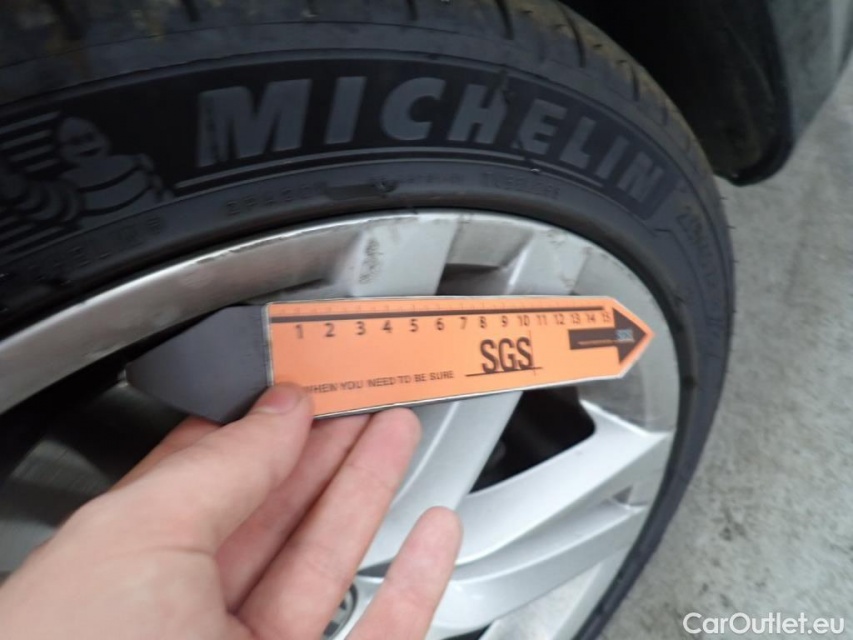 MICHELIN
1 2 3 4 5 6 7 8 9 10 11 12 13 14 15
SGS
WHEN YOU NEED TO BE SURE
CarOutlet.eu